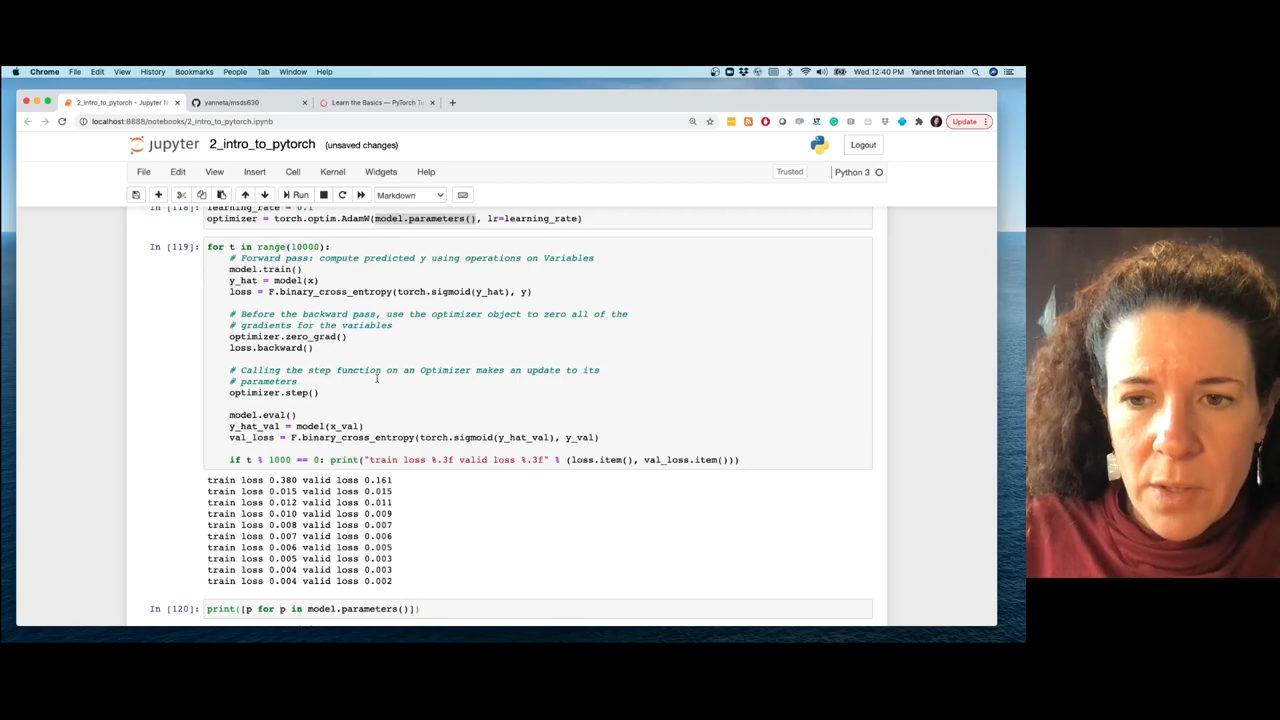 Chrome File Edit View History Bookmarks People Tab Window Help
Wed 12:40 PM Yannet Interian
2_intro_to_pytorch - Jupyter N
yanneta/msds630
Learn the Basics — PyTorch Tu
localhost:8888/notebooks/2_intro_to_pytorch.ipynb
Update
jupyter 2_intro_to_pytorch (unsaved changes)
Logout
File Edit View Insert Cell Kernel Widgets Help
Trusted
Python 3
Run
Markdown
In [118]: learning_rate = 0.1
optimizer = torch.optim.AdamW(model.parameters(), lr=learning_rate)
In [119]: for t in range(10000):
# Forward pass: compute predicted y using operations on Variables
model.train()
y_hat = model(x)
loss = F.binary_cross_entropy(torch.sigmoid(y_hat), y)
# Before the backward pass, use the optimizer object to zero all of the
# gradients for the variables
optimizer.zero_grad()
loss.backward()
# Calling the step function on an Optimizer makes an update to its
# parameters
optimizer.step()
model.eval()
y_hat_val = model(x_val)
val_loss = F.binary_cross_entropy(torch.sigmoid(y_hat_val), y_val)
if t % 1000 == 0: print("train loss %.3f valid loss %.3f" % (loss.item(), val_loss.item()))
train loss 0.380 valid loss 0.161
train loss 0.015 valid loss 0.015
train loss 0.012 valid loss 0.011
train loss 0.010 valid loss 0.009
train loss 0.008 valid loss 0.007
train loss 0.007 valid loss 0.006
train loss 0.006 valid loss 0.005
train loss 0.005 valid loss 0.003
train loss 0.004 valid loss 0.003
train loss 0.004 valid loss 0.002
In [120]: print([p for p in model.parameters()])